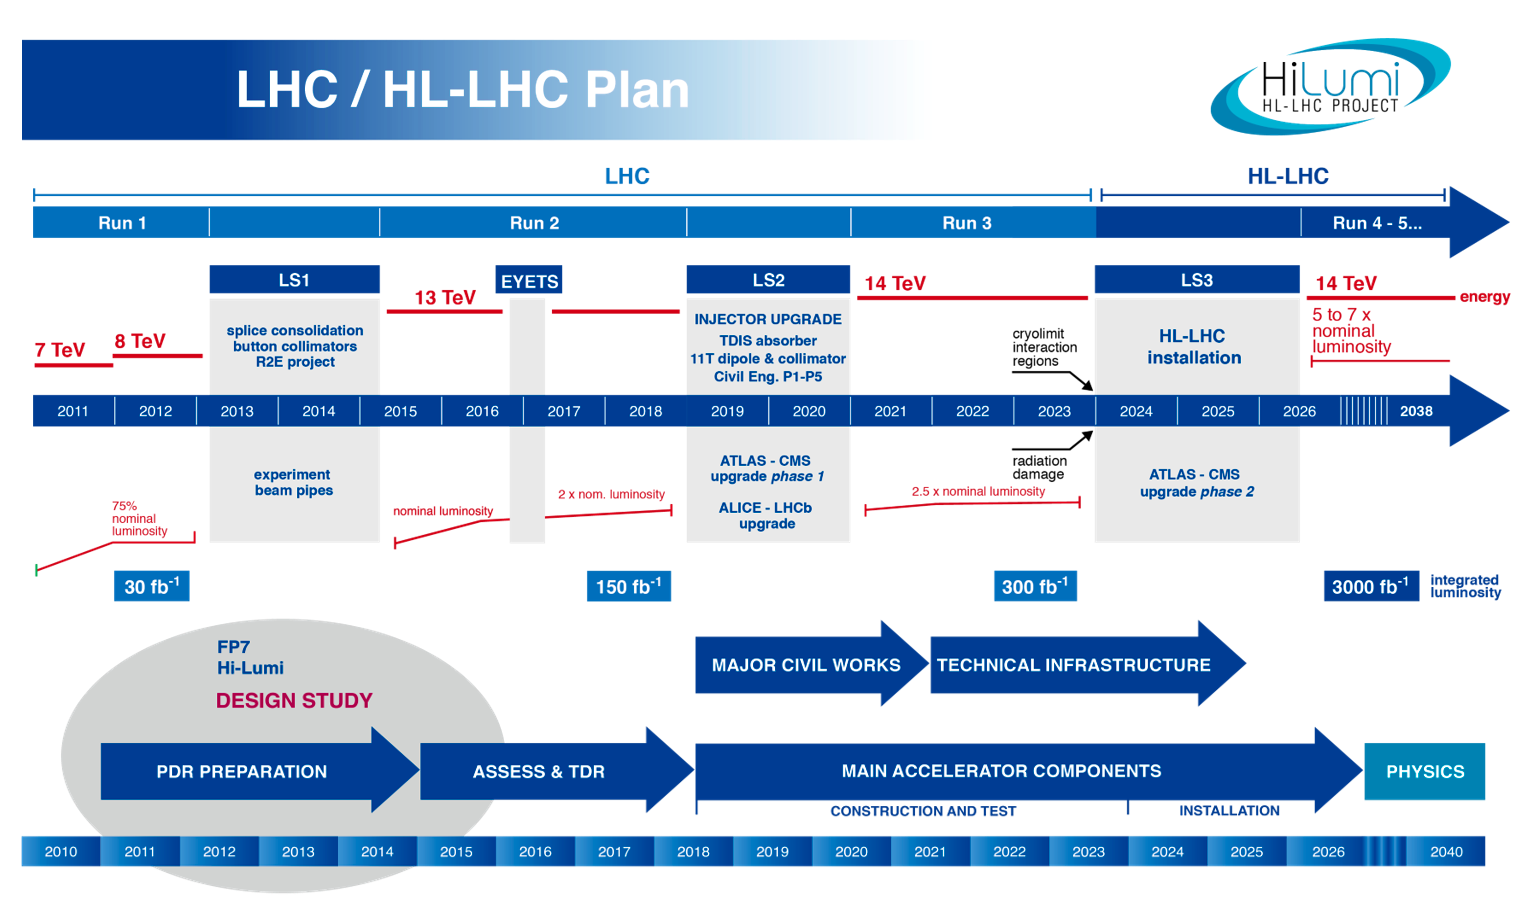 LHC / HL-LHC Plan
HiLumi
HL-LHC PROJECT
LHC
HL-LHC
Run 1
Run 2
Run 3
Run 4 - 5...
LS1
EYETS
LS2
LS3
13 TeV
14 TeV
14 TeV
energy
7 TeV
8 TeV
splice consolidation
button collimators
R2E project
INJECTOR UPGRADE
TDIS absorber
11T dipole & collimator
Civil Eng. P1-P5
cryolimit
interaction
regions
HL-LHC
installation
5 to 7 x
nominal
luminosity
2011
2012
2013
2014
2015
2016
2017
2018
2019
2020
2021
2022
2023
2024
2025
2026
2038
experiment
beam pipes
ATLAS - CMS
upgrade phase 1
ALICE - LHCb
upgrade
radiation
damage
ATLAS - CMS
upgrade phase 2
75%
nominal
luminosity
nominal luminosity
2 x nom. luminosity
2.5 x nominal luminosity
30 fb-1
150 fb-1
300 fb-1
3000 fb-1
integrated
luminosity
FP7
Hi-Lumi
DESIGN STUDY
MAJOR CIVIL WORKS
TECHNICAL INFRASTRUCTURE
PDR PREPARATION
ASSESS & TDR
MAIN ACCELERATOR COMPONENTS
PHYSICS
CONSTRUCTION AND TEST
INSTALLATION
2010
2011
2012
2013
2014
2015
2016
2017
2018
2019
2020
2021
2022
2023
2024
2025
2026
2040